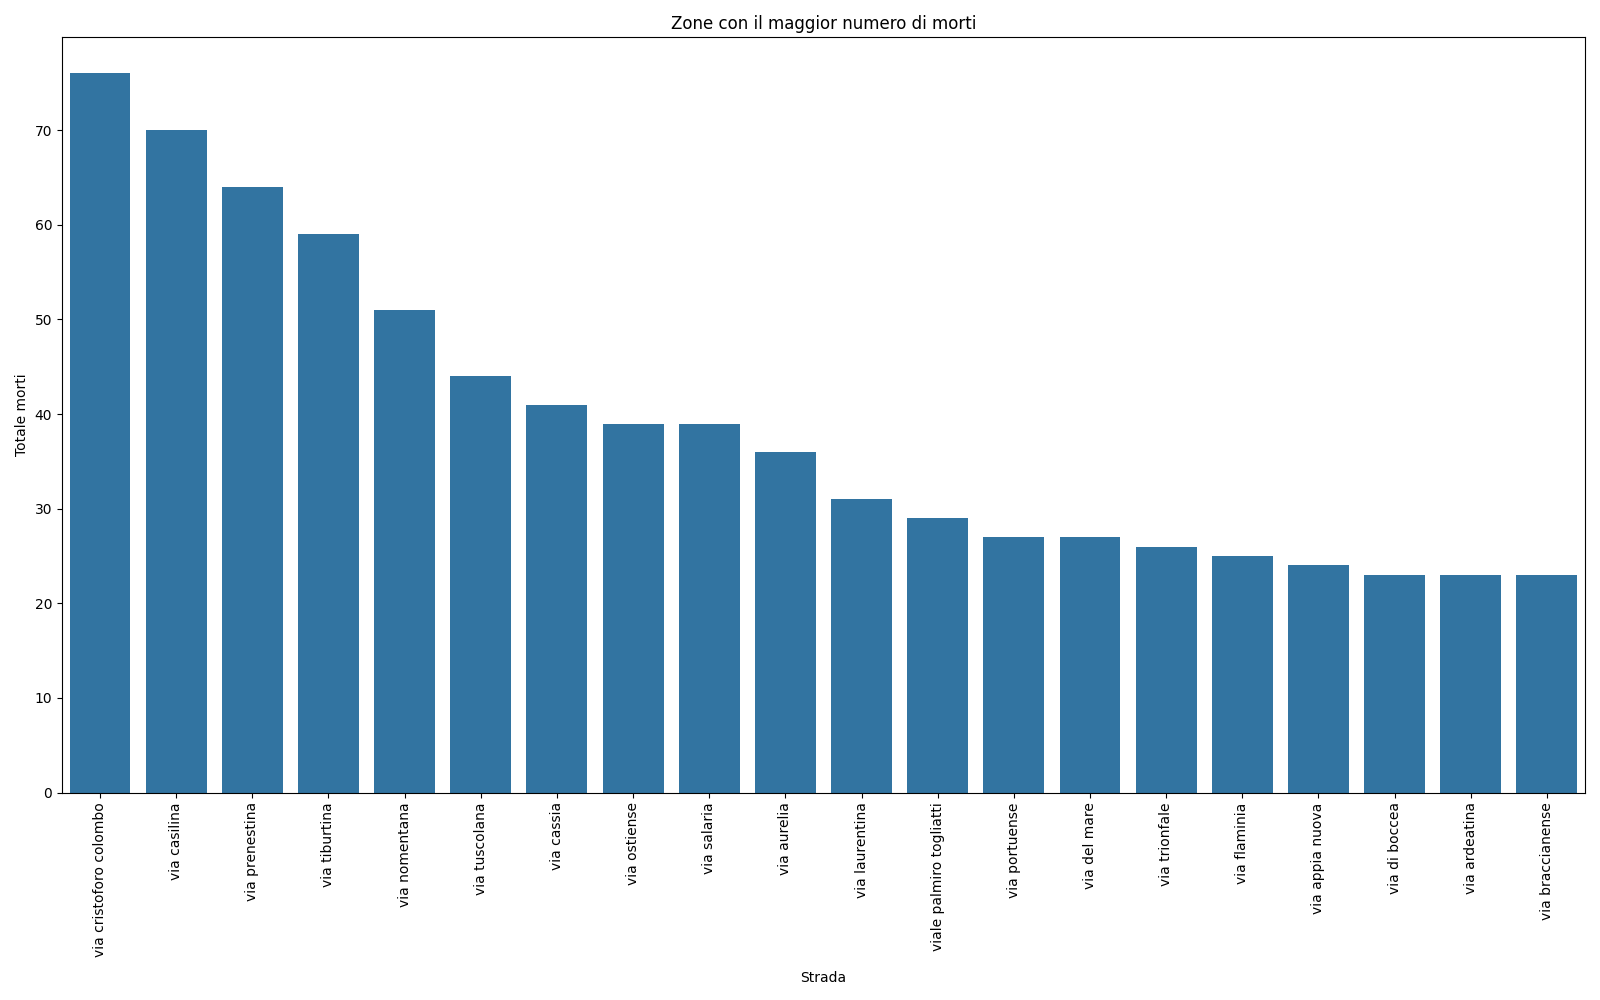 Zone con il maggior numero di morti
Totale morti
70
60
50
40
30
20
10
0
via cristoforo colombo
via casilina
via prenestina
via tiburtina
via nomentana
via tuscolana
via cassia
via ostiense
via salaria
via aurelia
via laurentina
viale palmiro togliatti
via portuense
via del mare
via trionfale
via flaminia
via appia nuova
via di boccea
via ardeatina
via braccianense
Strada